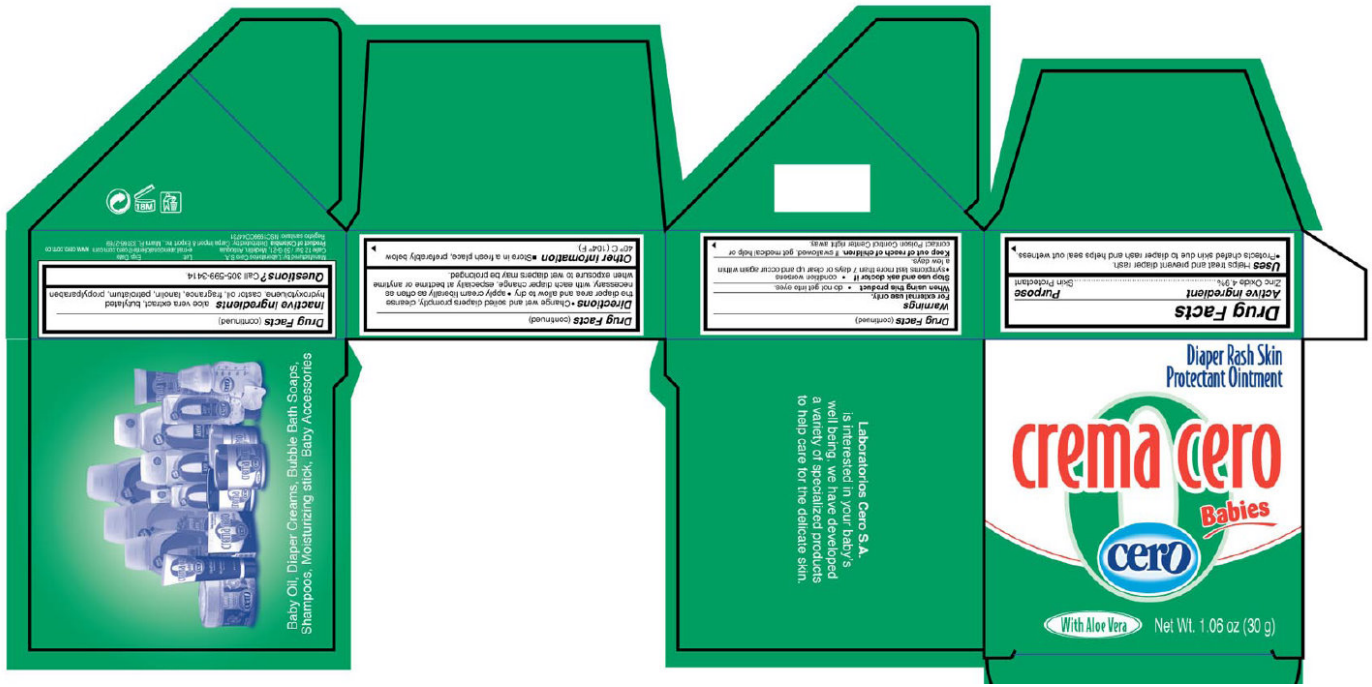 Diaper Rash Skin
Protectant Ointment
crema cero
Babies
cero
With Aloe Vera
Net Wt. 1.06 oz (30 g)
Drug Facts
Active ingredient Purpose
Zinc Oxide 4.9%.......................................Skin Protectant
Uses Helps treat and prevent diaper rash.
•Protects chafed skin due to diaper rash and helps seal out wetness.
Drug Facts (continued)
Warnings
For external use only.
When using this product • do not get into eyes.
Stop use and ask doctor if • condition worsens
•symptoms last more than 7 days or clear up and occur again within
a few days.
Keep out of reach of children. If swallowed, get medical help or
contact Poison Control Center right away.
Drug Facts (continued)
Directions • Change wet and soiled diapers promptly, cleanse
the diaper area and allow to dry • apply cream liberally as often as
necessary, with each diaper change, especially at bedtime or anytime
when exposure to wet diapers may be prolonged.
Other information ■Store in a fresh place, preferably below
40º C (104º F)
Drug Facts (continued)
Inactive ingredients aloe vera extract, butylated
hydroxytoluene, castor oil, fragrance, lanolin, petrolatum, propylparaben
Questions? Call 305-599-3414
Manufactured by Laboratorios Cero S.A.
Lot Exp. Date
18M
Laboratorios Cero S.A.
is interested in your baby's
well being, we have developed
a variety of specialized products
to help care for the delicate skin.
Baby Oil, Diaper Creams, Bubble Bath Soaps,
Shampoos, Moisturizing stick, Baby Accessories